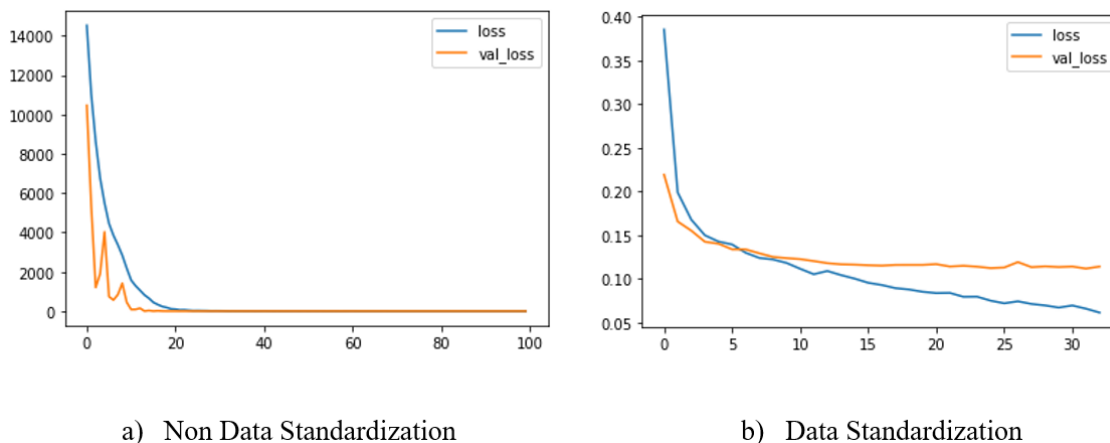 14000
12000
10000
8000
6000
4000
2000
0
0 20 40 60 80 100
loss
val_loss
a) Non Data Standardization
0.40
0.35
0.30
0.25
0.20
0.15
0.10
0.05
0 5 10 15 20 25 30
loss
val_loss
b) Data Standardization